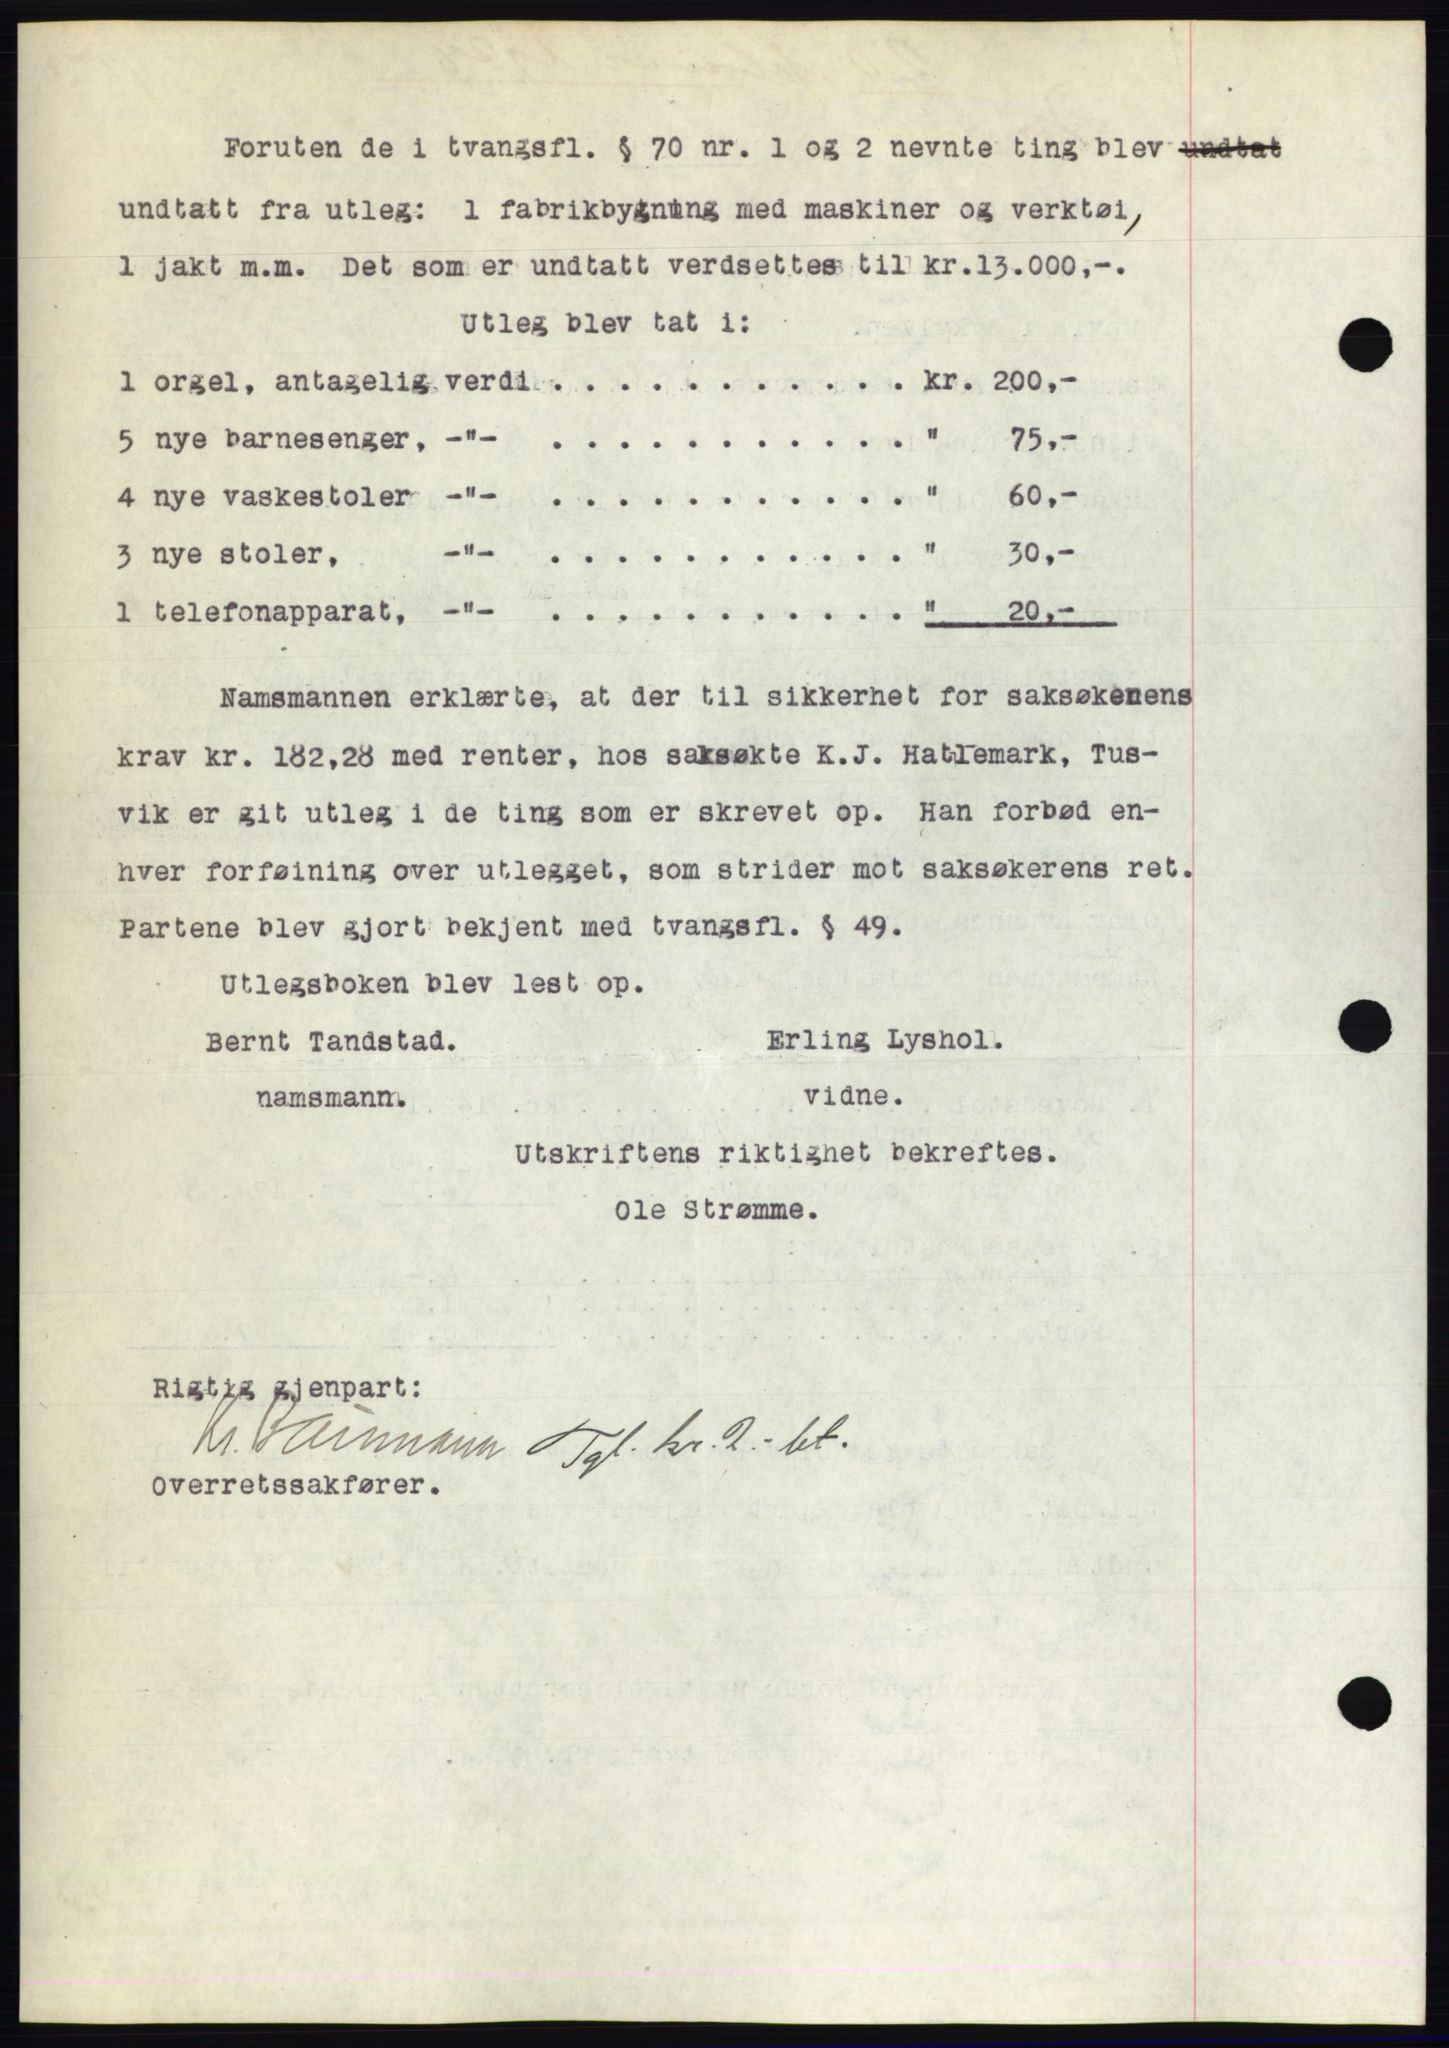 Foruten de i tvangsfl. § 70 nr. 1 og 2 nevnte ting blev undtat
undtatt fra utleg: 1 fabrikbygning med maskiner og verktøi,
1 jakt m.m. Det som er undtatt verdsettes til kr.13.000,-.
Utleg blev tat i:
1 orgel, antagelig verdi . . . . . . . . . . . kr. 200,-
5 nye barnesenger, -"- . . . . . . . . . . . " 75,-
4 nye vaskestoler -"- . . . . . . . . . . . " 60,-
3 nye stoler, -"- . . . . . . . . . . . " 30,-
1 telefonapparat, -"- . . . . . . . . . . . " 20,-
Namsmannen erklærte, at der til sikkerhet for saksøkenens
krav kr. 182,28 med renter, hos saksøkte K.J. Hatlemark, Tus-
vik er git utleg i de ting som er skrevet op. Han forbød en-
hver forføining over utlegget, som strider mot saksøkerens ret.
Partene blev gjort bekjent med tvangsfl. § 49.
Utlegsboken blev lest op.
Bernt Tandstad. Erling Lyshol.
namsmann. vidne.
Utskriftens riktighet bekreftes.
Ole Strømme.
Rigtig gjenpart:
Tgl. kr. 2.- bt.
Overretssakfører.